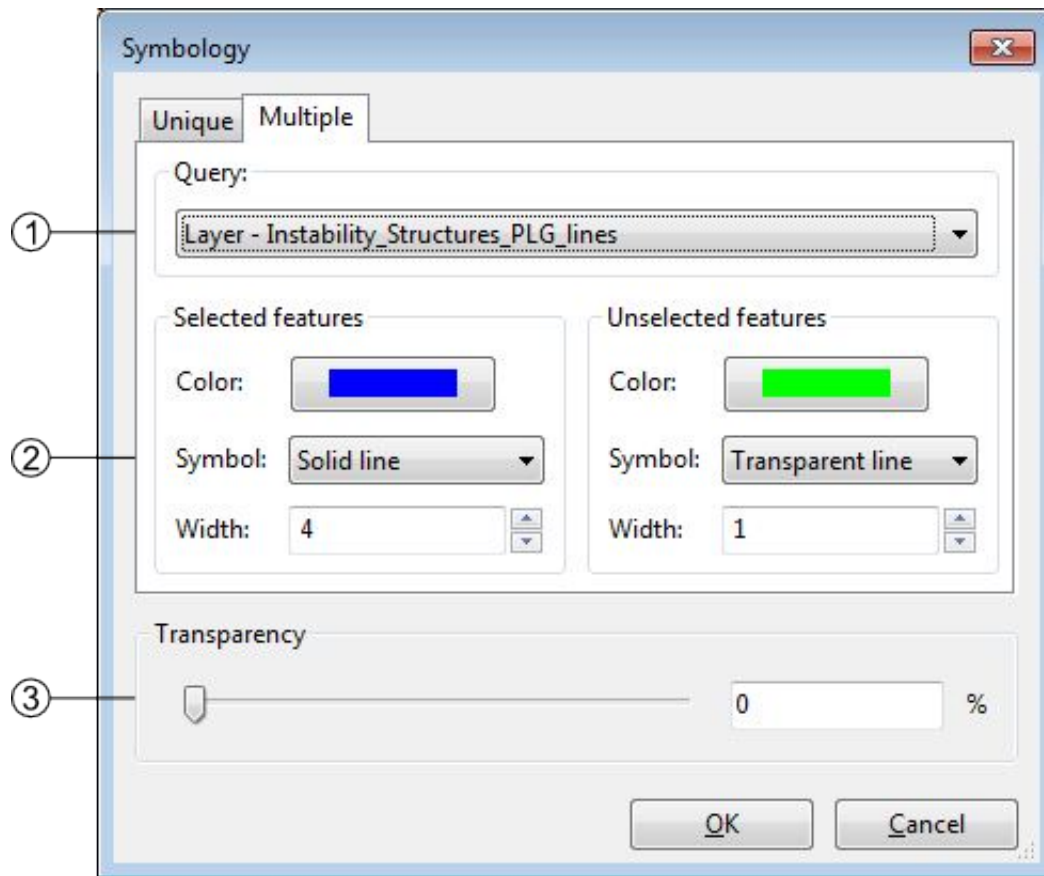 Symbology
Unique Multiple
Query:
1
Layer - Instability_Structures_PLG_lines
Selected features
Unselected features
Color:
Color:
2
Symbol: Solid line
Symbol: Transparent line
Width: 4
Width: 1
Transparency
3
0 %
OK Cancel